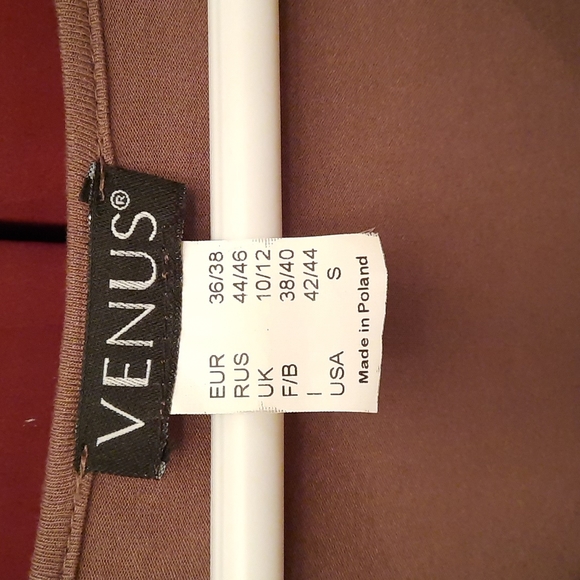 VENUS®
EUR 36/38
RUS 44/46
UK 10/12
F/B 38/40
I 42/44
USA S
Made in Poland